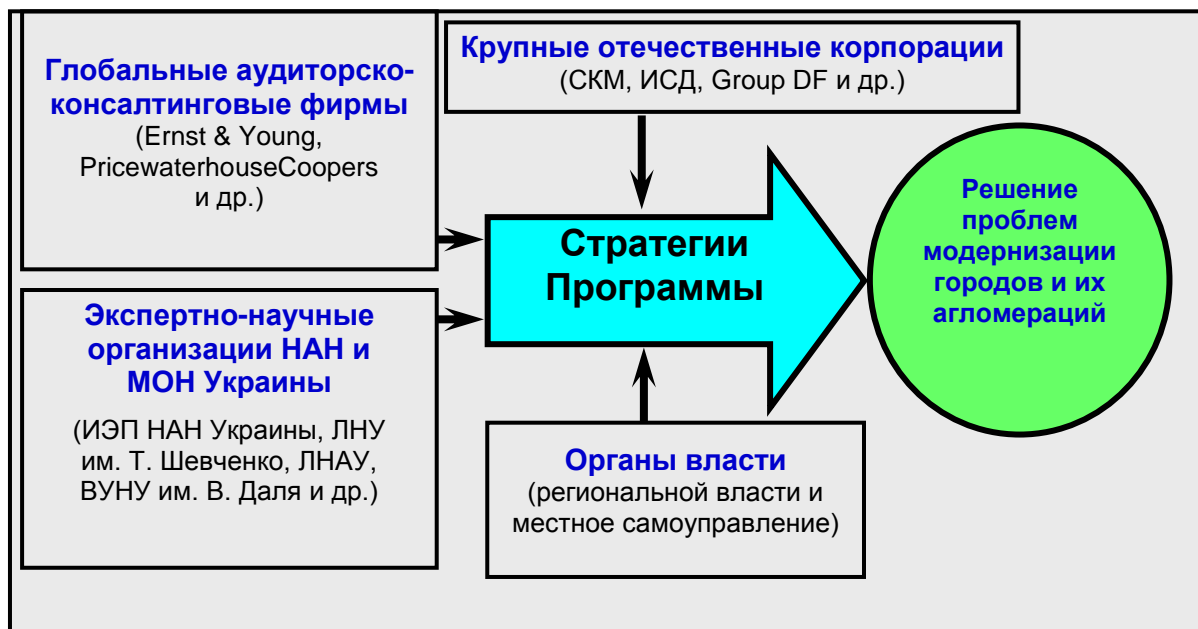 Глобальные аудиторско-
консалтинговые фирмы
(Ernst & Young,
PricewaterhouseCoopers
и др.)
Крупные отечественные корпорации
(СКМ, ИСД, Group DF и др.)
Стратегии
Программы
Решение
проблем
модернизации
городов и их
агломераций
Экспертно-научные
организации НАН и
МОН Украины
(ИЭП НАН Украины, ЛНУ
им. Т. Шевченко, ЛНАУ,
ВУНУ им. В. Даля и др.)
Органы власти
(региональной власти и
местное самоуправление)